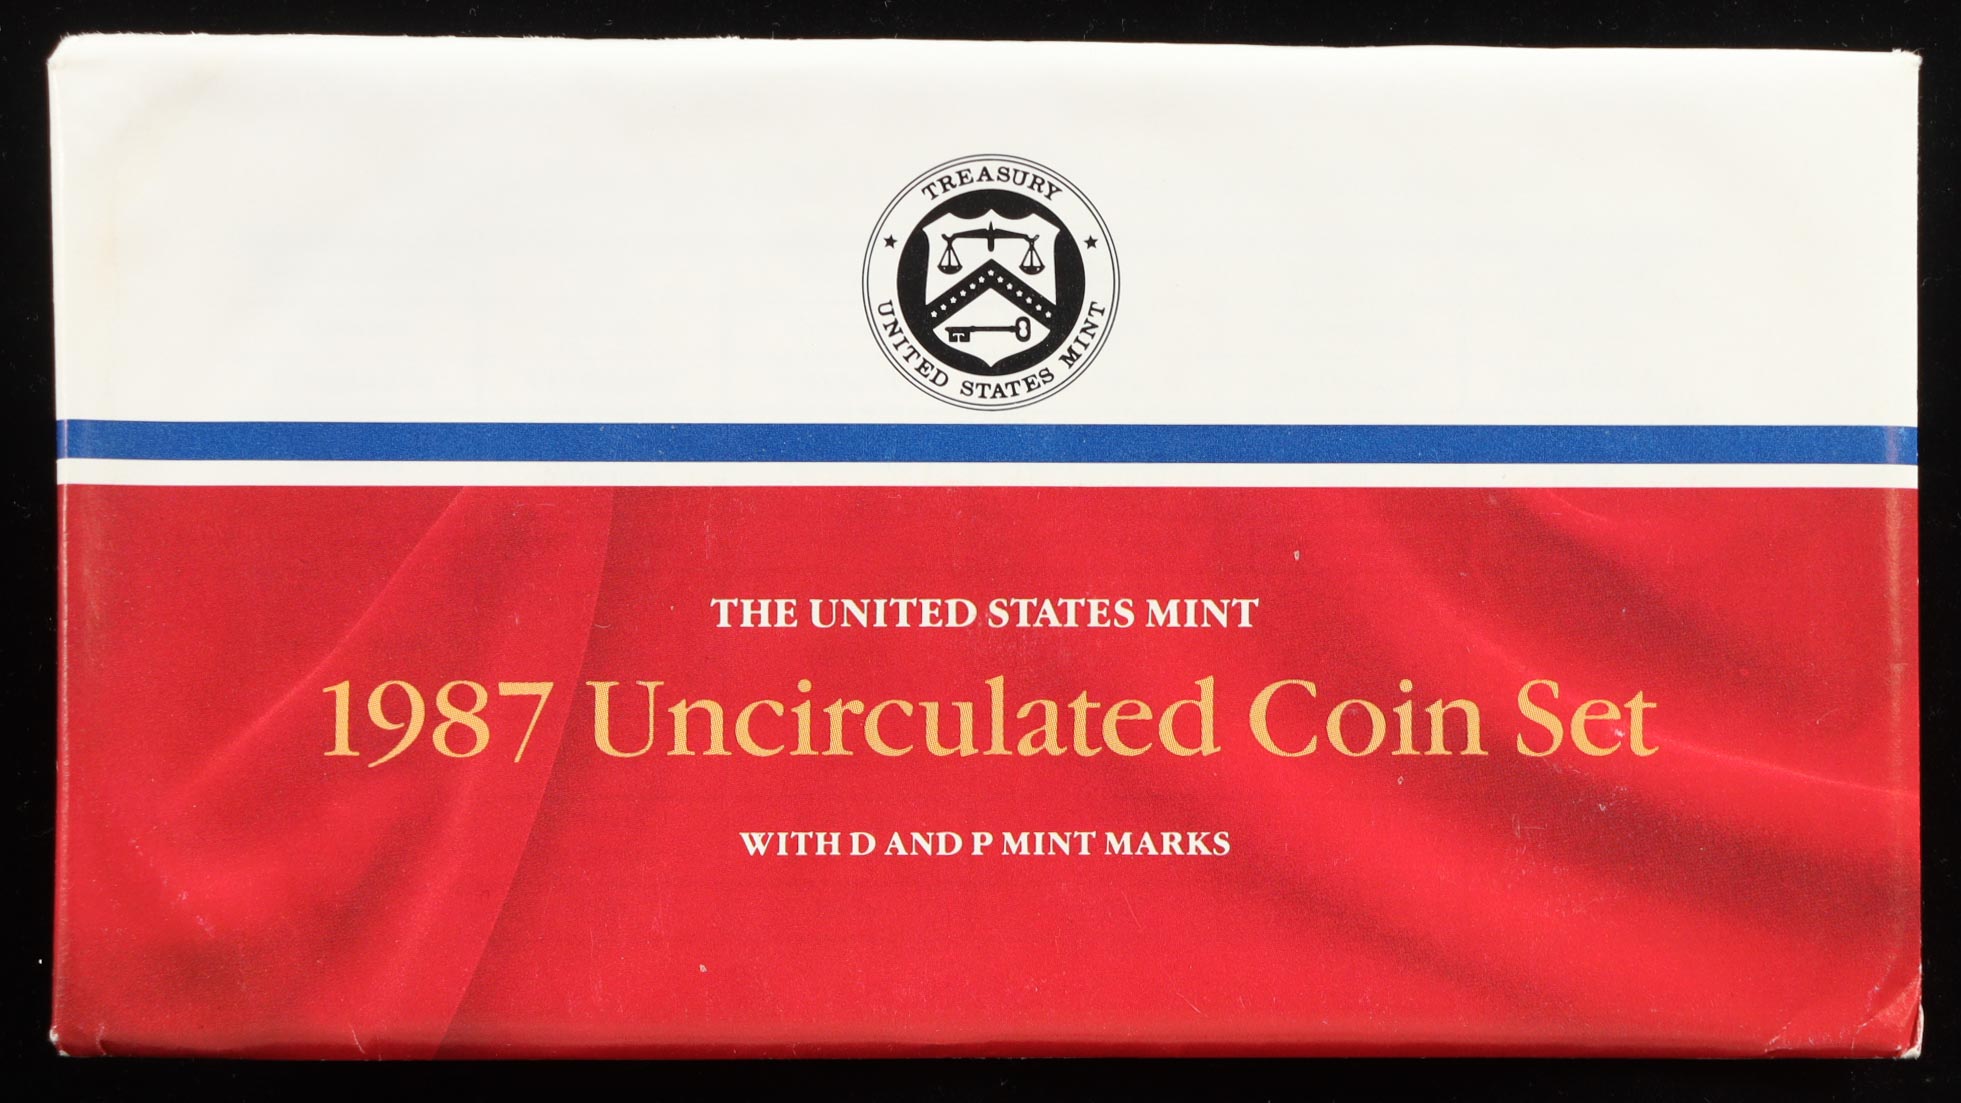 TREASURY
UNITED STATES MINT
THE UNITED STATES MINT
1987 Uncirculated Coin Set
WITH D AND P MINT MARKS